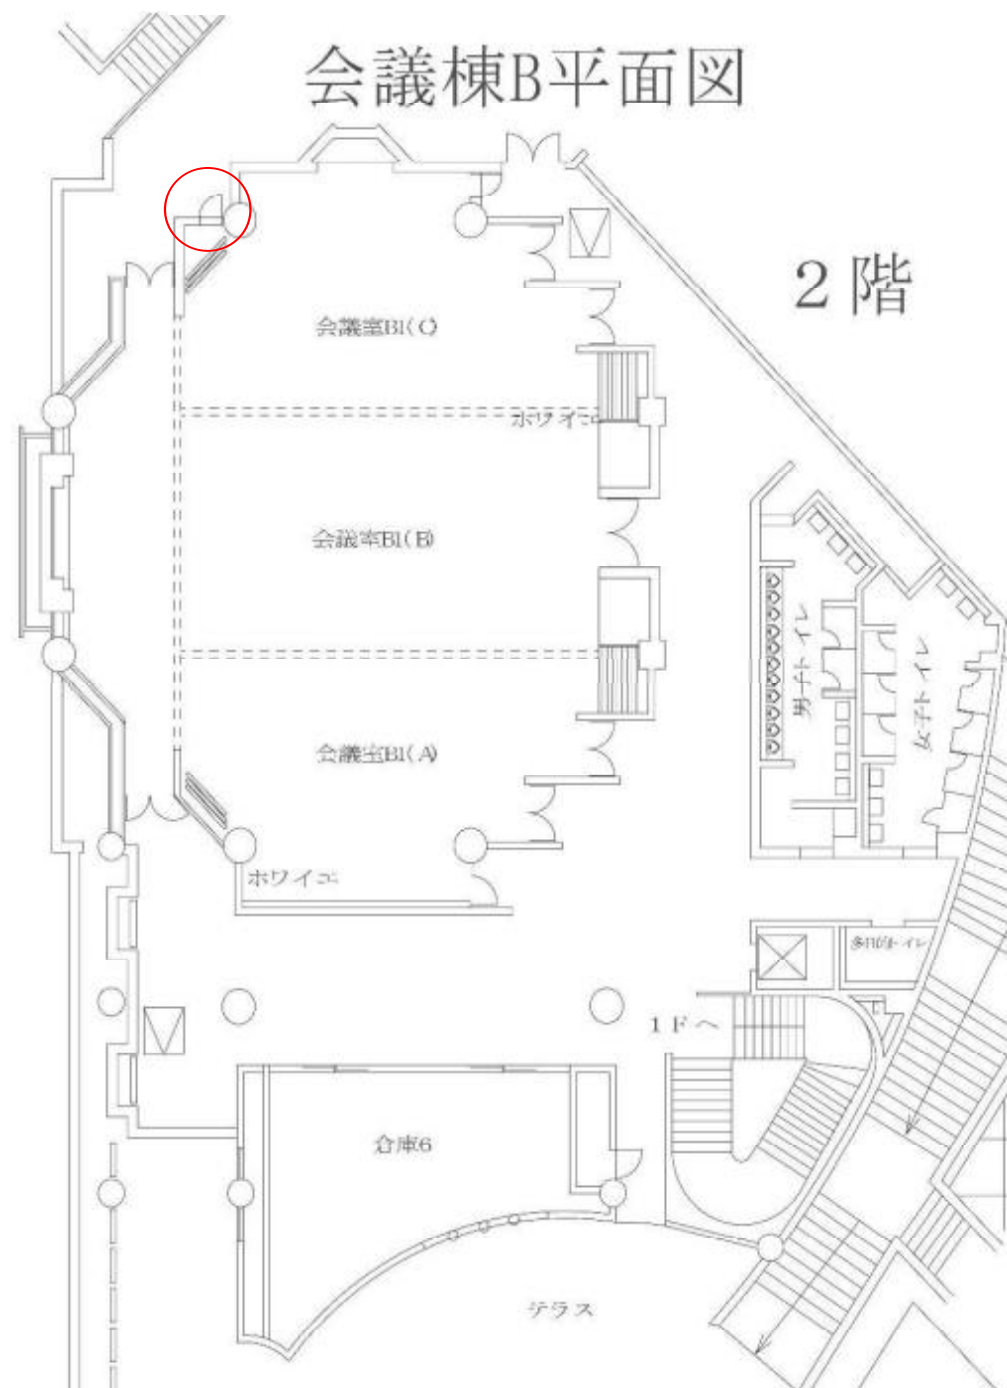 会議棟B平面図
2階
会議室B1(C)
ホワイエ
会議室B1(B)
男子トイレ
女子トイレ
会議室B1(A)
ホワイエ
多目的トイレ
1Fへ
倉庫6
テラス